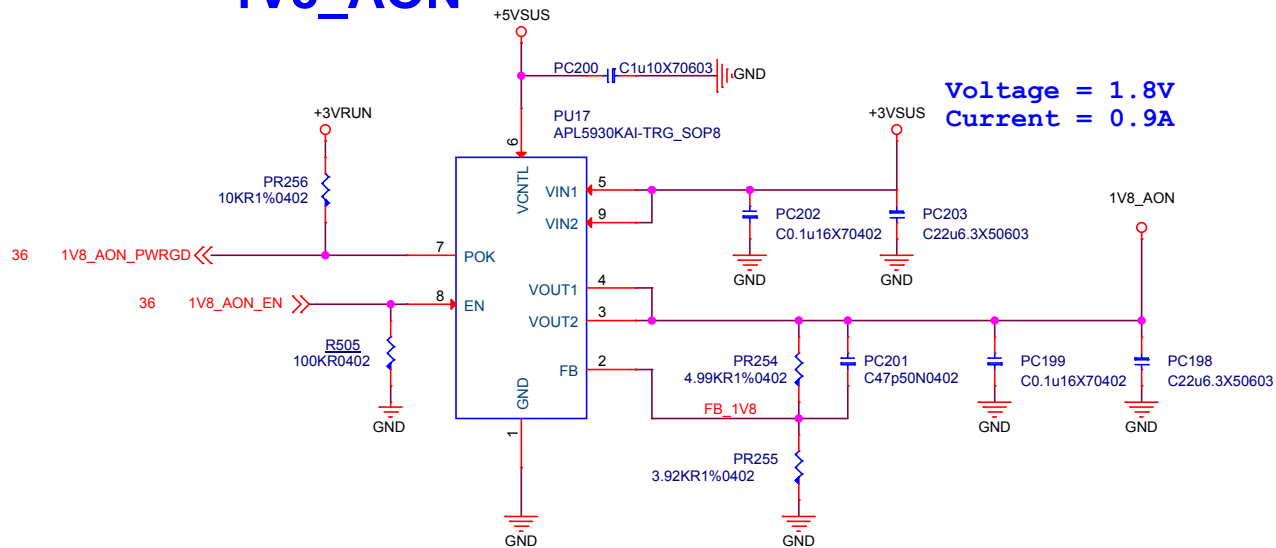 1V8_AON
+5VSUS
PC200
C1u10X70603
GND
Voltage = 1.8V
Current = 0.9A
+3VRUN
PU17
APL5930KAI-TRG_SOP8
+3VSUS
6
VCNTL
PR256
10KR1%0402
VIN1
5
VIN2
9
PC202
C0.1u16X70402
PC203
C22u6.3X50603
1V8_AON
GND
GND
36
1V8_AON_PWRGD
7
POK
36
1V8_AON_EN
8
EN
VOUT1
4
VOUT2
3
R505
100KR0402
FB
2
PR254
4.99KR1%0402
PC201
C47p50N0402
PC199
C0.1u16X70402
PC198
C22u6.3X50603
GND
FB_1V8
GND
GND
GND
1
PR255
3.92KR1%0402
GND
GND